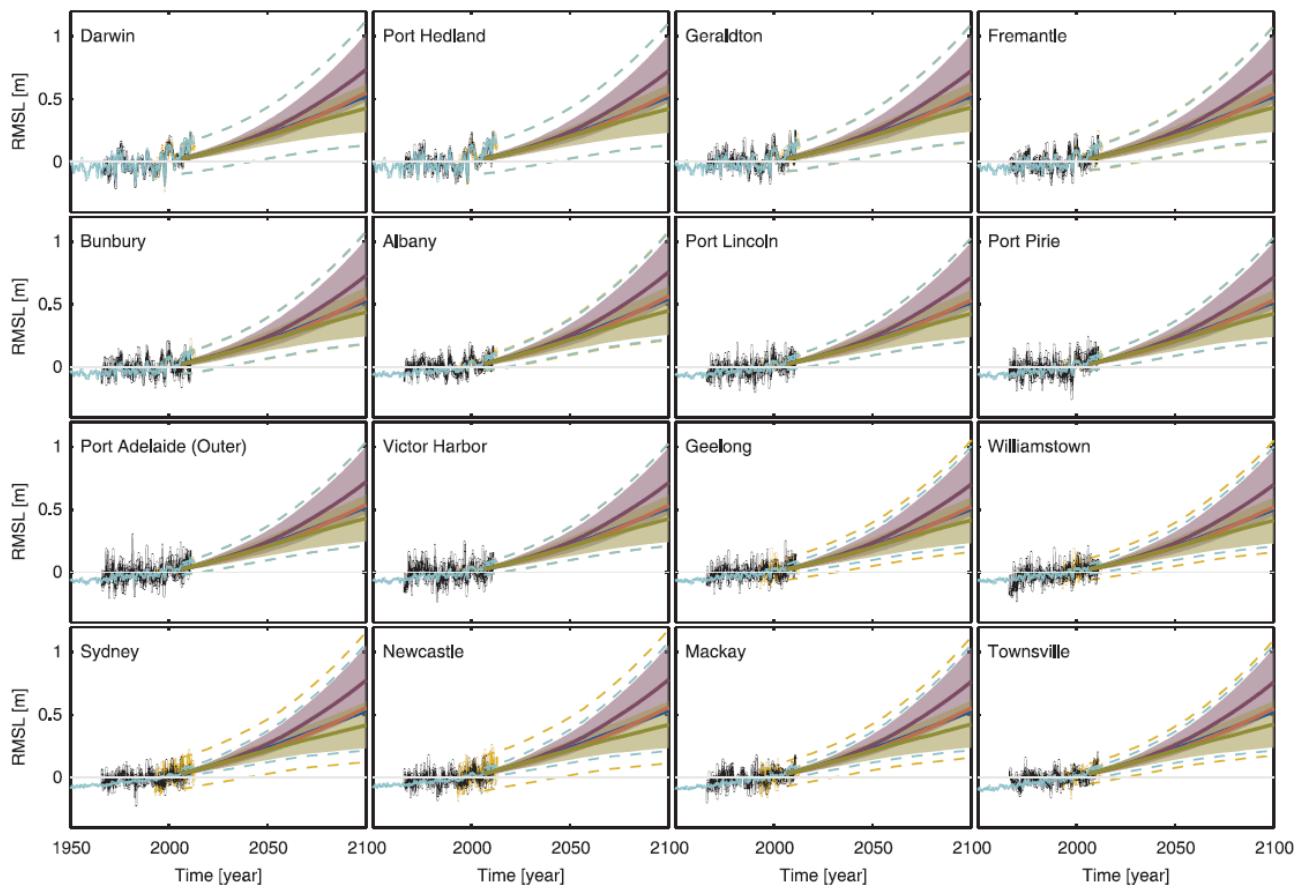 Darwin Port Hedland Geraldton Fremantle
1
0.5
0
RMSL [m]
Bunbury Albany Port Lincoln Port Pirie
1
0.5
0
RMSL [m]
Port Adelaide (Outer) Victor Harbor Geelong Williamstown
1
0.5
0
RMSL [m]
Sydney Newcastle Mackay Townsville
1
0.5
0
RMSL [m]
1950 2000 2050 2100 2000 2050 2100 2000 2050 2100 2000 2050 2100
Time [year] Time [year] Time [year] Time [year]